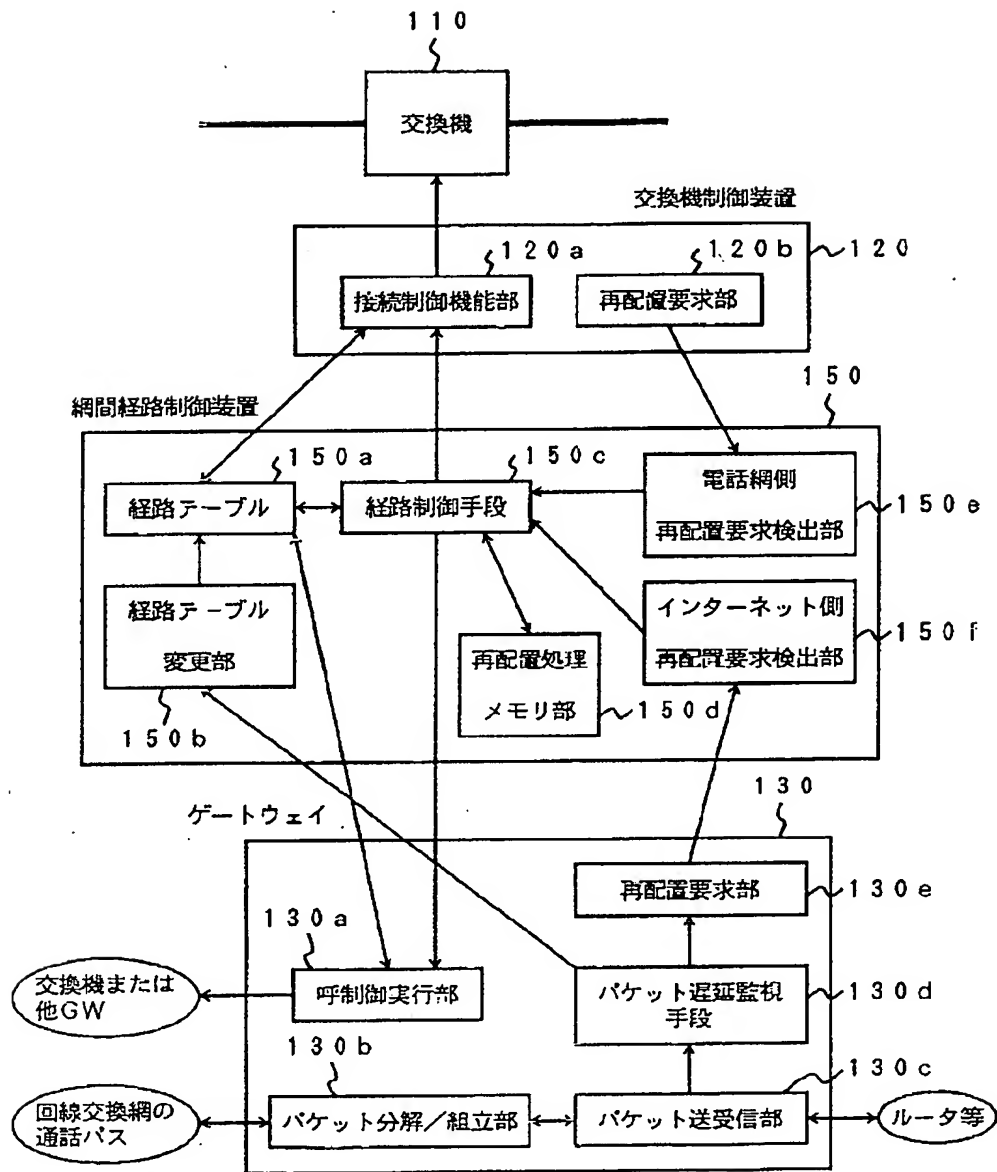 110
交換機
交換機制御装置
120a
120b
120
接続制御機能部
再配置要求部
150
網間経路制御装置
150a
150c
電話網側
再配置要求検出部
150e
経路テーブル
経路制御手段
経路テーブル
変更部
150b
再配置処理
メモリ部
150d
インターネット側
再配置要求検出部
150f
130
ゲートウェイ
再配置要求部
130e
130a
交換機または
他GW
呼制御実行部
パケット遅延監視
手段
130d
130b
130c
回線交換網の
通話パス
パケット分解/組立部
パケット送受信部
ルータ等